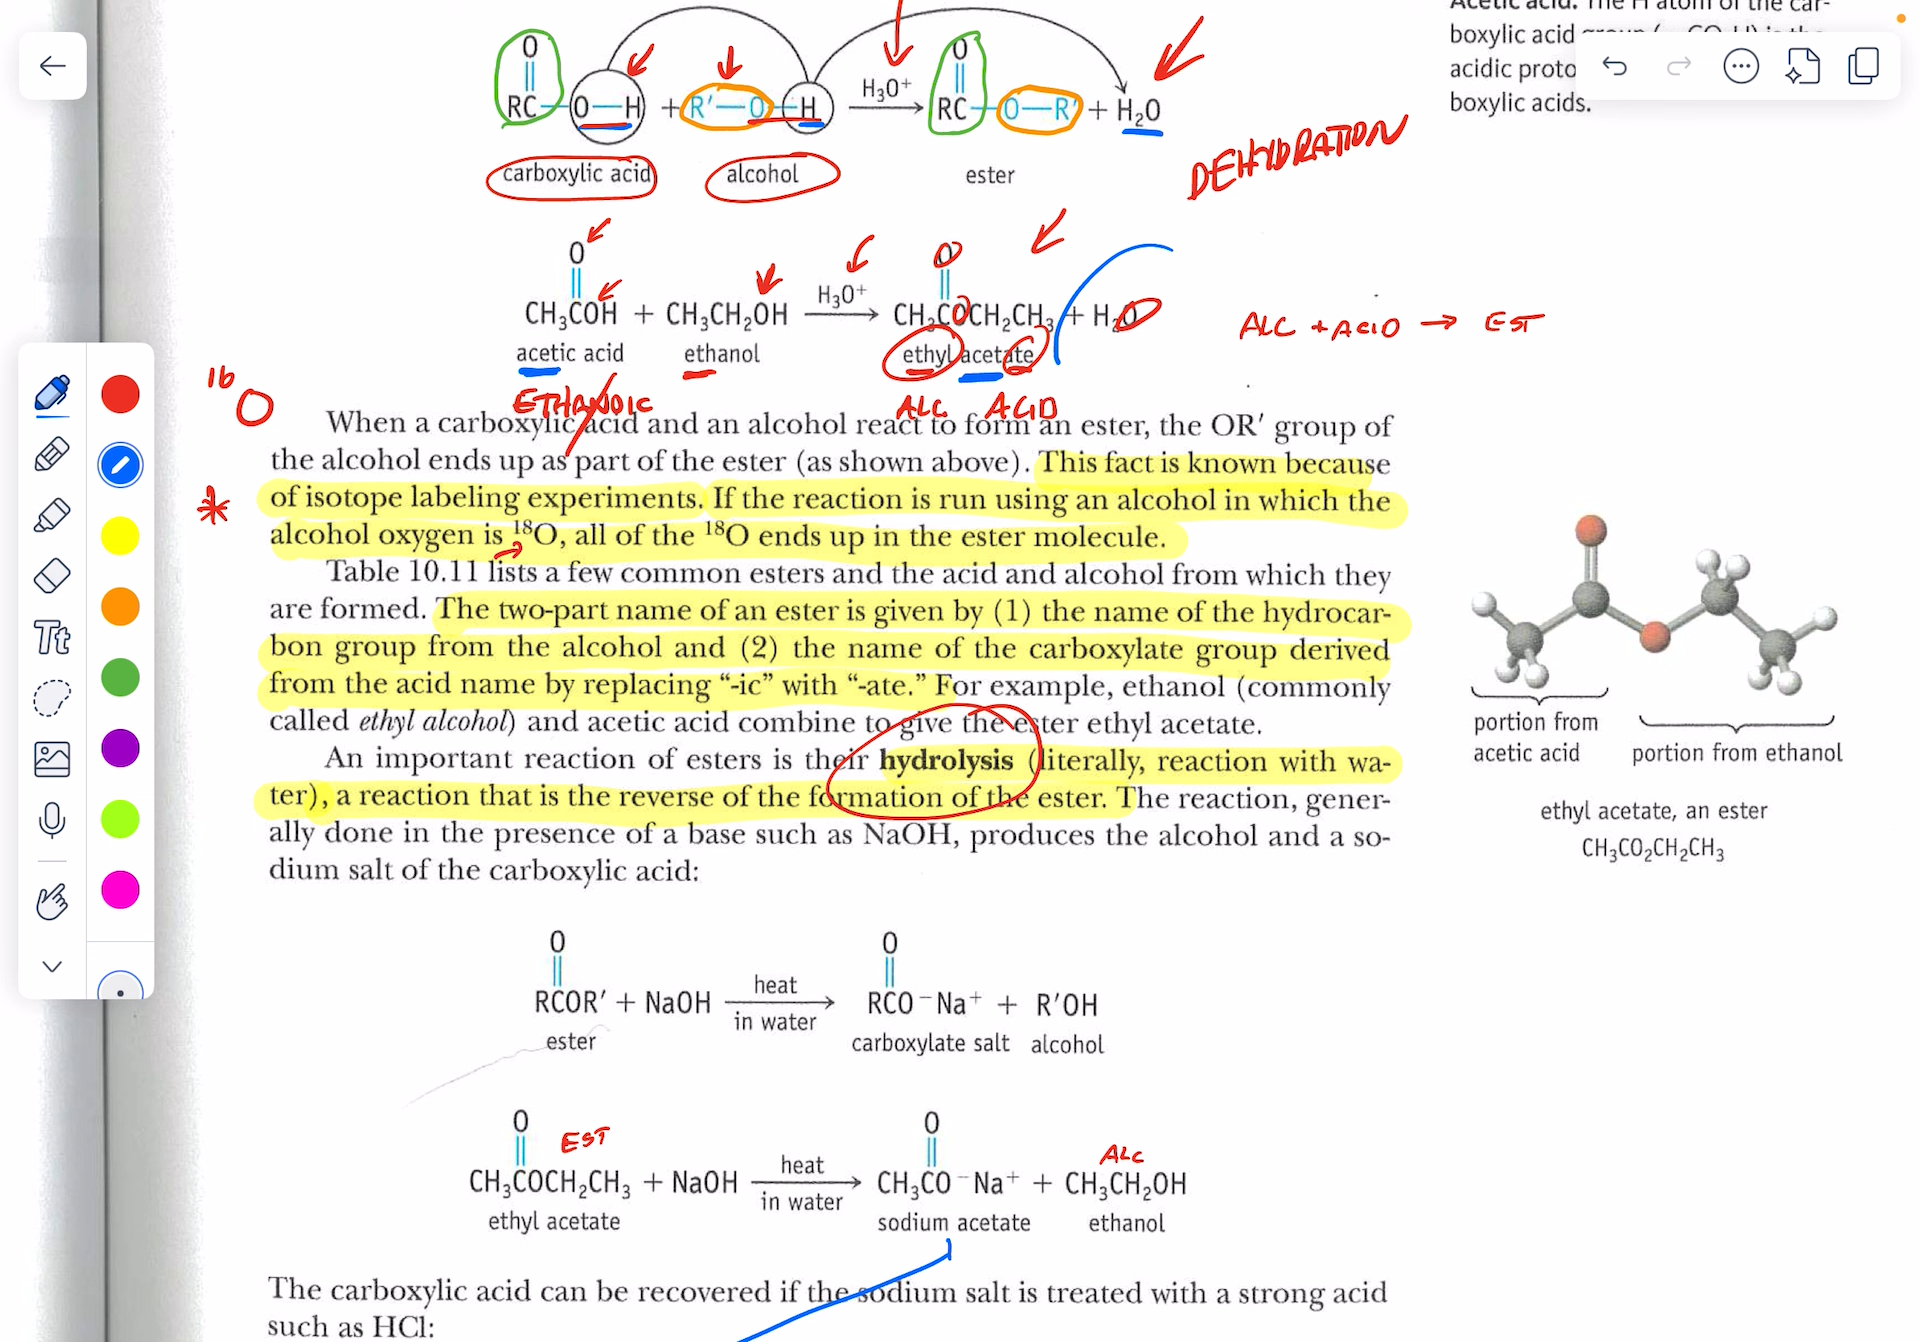 Acetic acid. The H atom of the car-
boxylic acid
acidic proto
boxylic acids.
O
||
RC—O—H + R′—O—H H₃O⁺ → RC—O—R′ + H₂O
O
||
carboxylic acid
alcohol
ester
DEHYDRATION
O
||
CH₃COH + CH₃CH₂OH H₃O⁺ → CH₃COCH₂CH₃ + H₂O
O
||
acetic acid
ethanol
ethyl acetate
ALC + ACID → EST
ETHANOIC
ALC ACID
16
O
When a carboxylic acid and an alcohol react to form an ester, the OR′ group of
the alcohol ends up as part of the ester (as shown above). This fact is known because
*
of isotope labeling experiments. If the reaction is run using an alcohol in which the
alcohol oxygen is ¹⁸O, all of the ¹⁸O ends up in the ester molecule.
Table 10.11 lists a few common esters and the acid and alcohol from which they
are formed. The two-part name of an ester is given by (1) the name of the hydrocar-
bon group from the alcohol and (2) the name of the carboxylate group derived
from the acid name by replacing “-ic” with “-ate.” For example, ethanol (commonly
called ethyl alcohol) and acetic acid combine to give the ester ethyl acetate.
An important reaction of esters is their hydrolysis (literally, reaction with wa-
ter), a reaction that is the reverse of the formation of the ester. The reaction, gener-
ally done in the presence of a base such as NaOH, produces the alcohol and a so-
dium salt of the carboxylic acid:
portion from
acetic acid
portion from ethanol
ethyl acetate, an ester
CH₃CO₂CH₂CH₃
Tt
O
||
RCOR′ + NaOH heat in water → RCO⁻Na⁺ + R′OH
O
||
ester
carboxylate salt
alcohol
O
||
EST
CH₃COCH₂CH₃ + NaOH heat in water → CH₃CO⁻Na⁺ + CH₃CH₂OH
O
||
ALC
ethyl acetate
sodium acetate
ethanol
The carboxylic acid can be recovered if the sodium salt is treated with a strong acid
such as HCl: